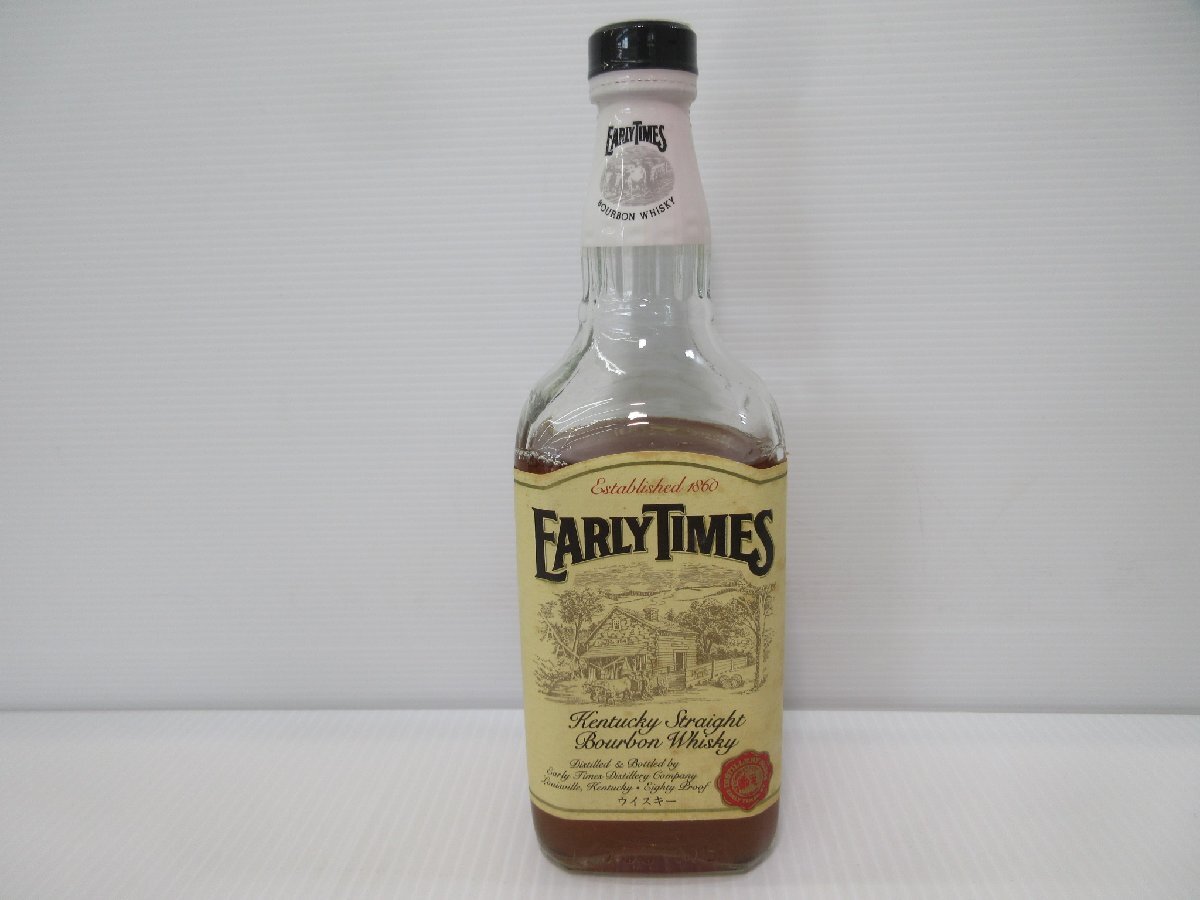 EARLY TIMES
BOURBON WHISKY
Established 1860
EARLY TIMES
Kentucky Straight
Bourbon Whisky
Distilled & Bottled by
Early Times Distillery Company
Louisville, Kentucky • Eighty Proof
ウイスキー